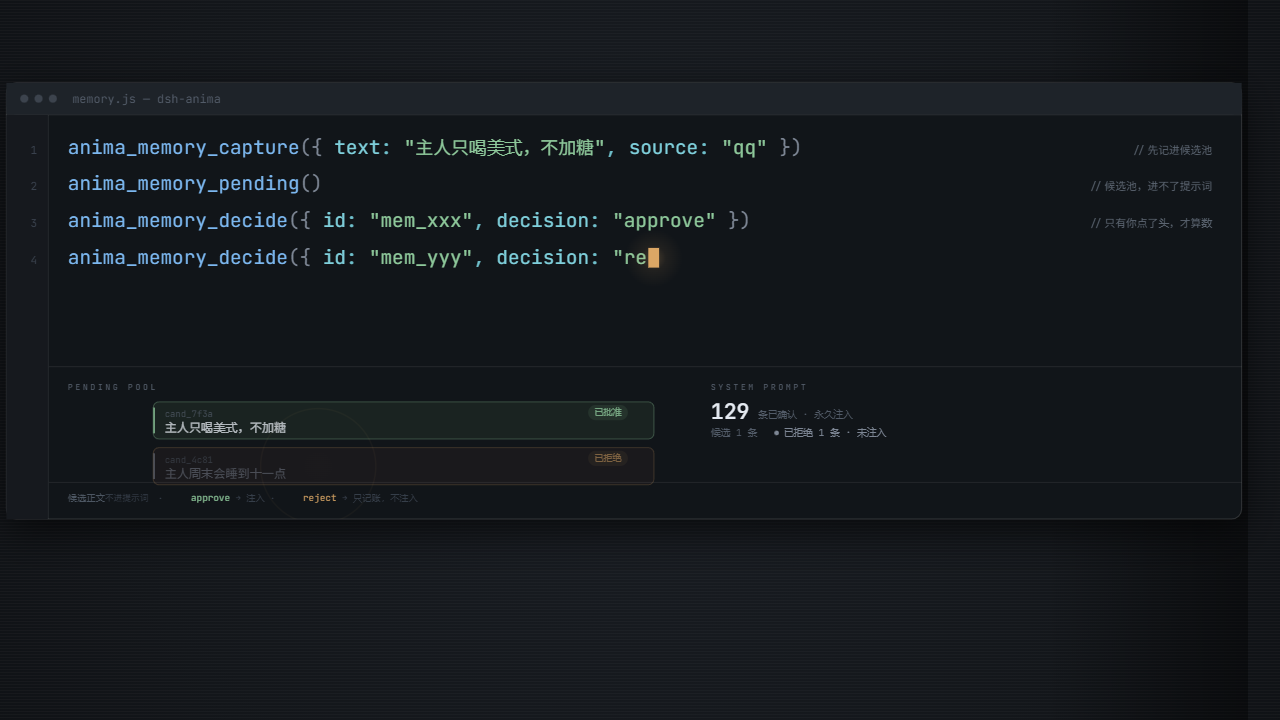 memory.js — dsh-anima
1 anima_memory_capture({ text: "主人只喝美式，不加糖", source: "qq" }) // 先记进候选池
2 anima_memory_pending() // 候选池，进不了提示词
3 anima_memory_decide({ id: "mem_xxx", decision: "approve" }) // 只有你点了头，才算数
4 anima_memory_decide({ id: "mem_yyy", decision: "re
PENDING POOL
cand_7f3a 已批准
主人只喝美式，不加糖
cand_4c81 已拒绝
主人周末会睡到十一点
SYSTEM PROMPT
129 条已确认 · 永久注入
候选 1 条 ● 已拒绝 1 条 · 未注入
候选正文不进提示词 · approve → 注入 · reject → 只记账，不注入